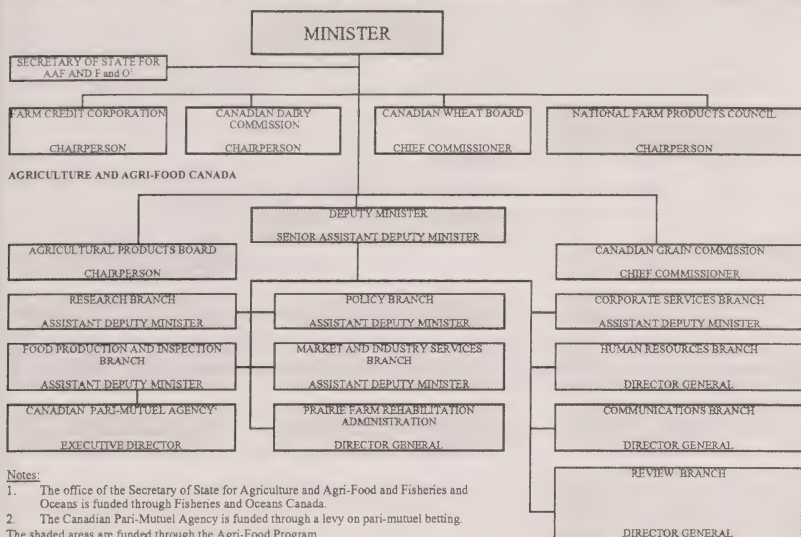 MINISTER
SECRETARY OF STATE FOR
AAF AND F and O¹
FARM CREDIT CORPORATION
CHAIRPERSON
CANADIAN DAIRY
COMMISSION
CHAIRPERSON
CANADIAN WHEAT BOARD
CHIEF COMMISSIONER
NATIONAL FARM PRODUCTS COUNCIL
CHAIRPERSON
AGRICULTURE AND AGRI-FOOD CANADA
DEPUTY MINISTER
SENIOR ASSISTANT DEPUTY MINISTER
AGRICULTURAL PRODUCTS BOARD
CHAIRPERSON
CANADIAN GRAIN COMMISSION
CHIEF COMMISSIONER
RESEARCH BRANCH
ASSISTANT DEPUTY MINISTER
POLICY BRANCH
ASSISTANT DEPUTY MINISTER
CORPORATE SERVICES BRANCH
ASSISTANT DEPUTY MINISTER
FOOD PRODUCTION AND INSPECTION
BRANCH
ASSISTANT DEPUTY MINISTER
MARKET AND INDUSTRY SERVICES
BRANCH
ASSISTANT DEPUTY MINISTER
HUMAN RESOURCES BRANCH
DIRECTOR GENERAL
CANADIAN PARI-MUTUEL AGENCY²
EXECUTIVE DIRECTOR
PRAIRIE FARM REHABILITATION
ADMINISTRATION
DIRECTOR GENERAL
COMMUNICATIONS BRANCH
DIRECTOR GENERAL
REVIEW BRANCH
DIRECTOR GENERAL
Notes:
1. The office of the Secretary of State for Agriculture and Agri-Food and Fisheries and
Oceans is funded through Fisheries and Oceans Canada.
2. The Canadian Pari-Mutuel Agency is funded through a levy on pari-mutuel betting.
The shaded areas are funded through the Agri-Food Program.